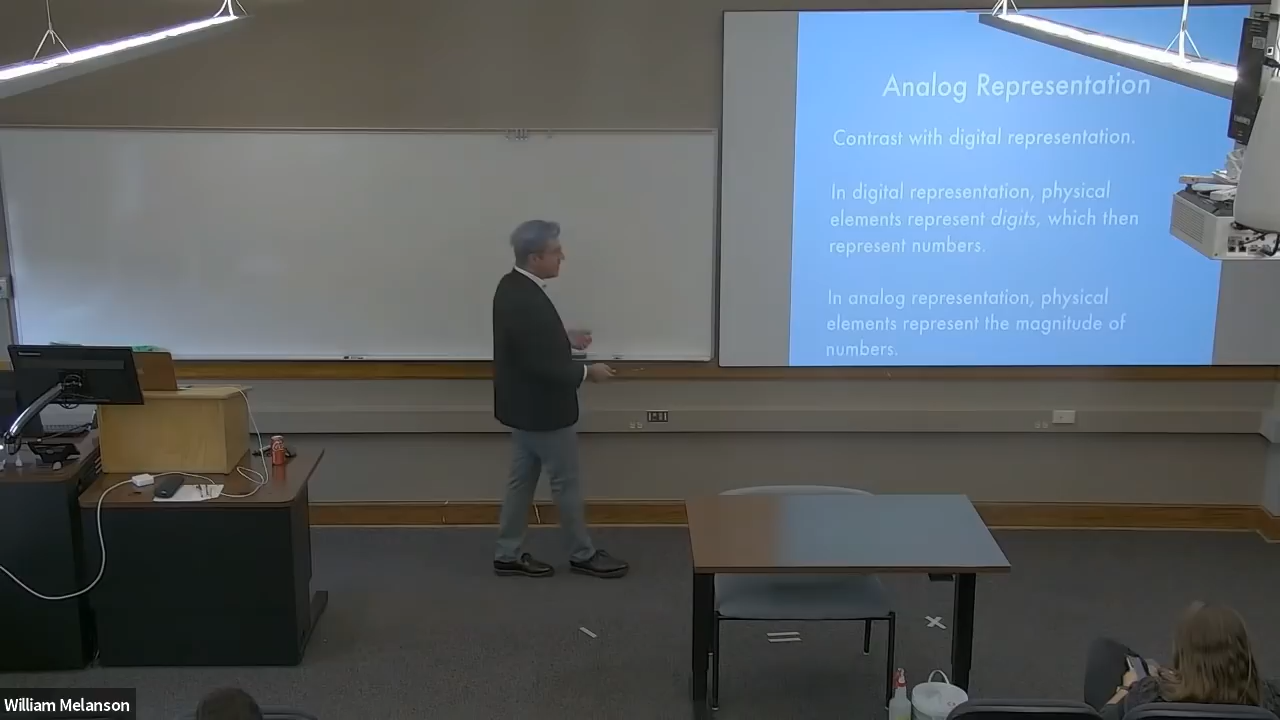 Analog Representation
Contrast with digital representation.
In digital representation, physical
elements represent digits, which then
represent numbers.
In analog representation, physical
elements represent the magnitude of
numbers.
William Melanson